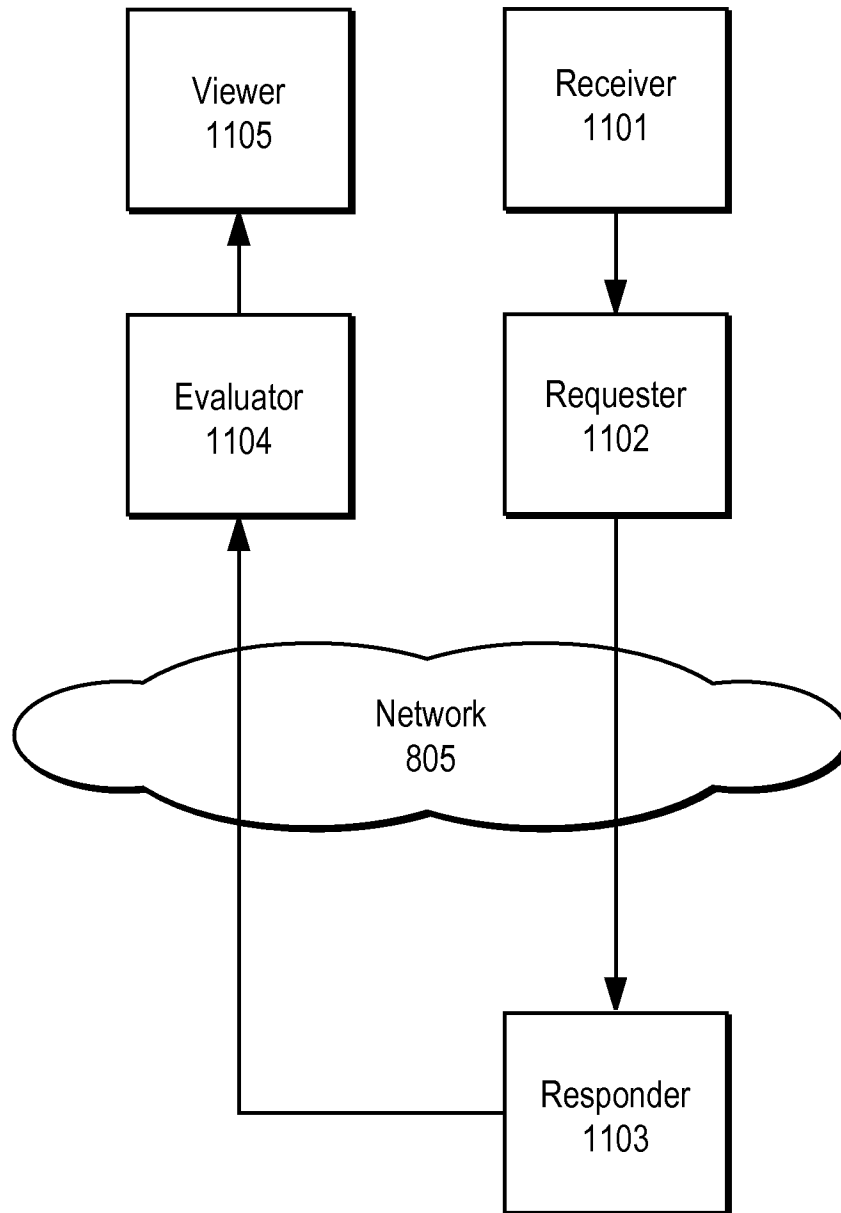 Viewer
1105
Receiver
1101
Evaluator
1104
Requester
1102
Network
805
Responder
1103